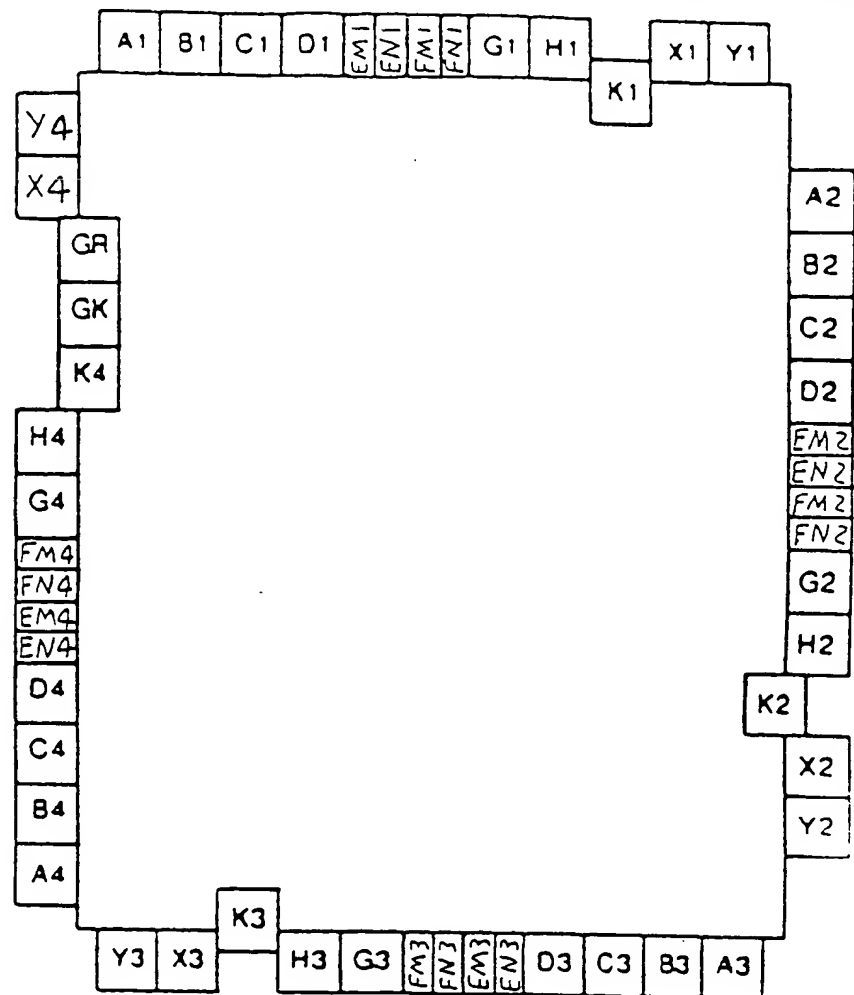 A1 B1 C1 D1 EM1 EN1 FM1 FN1 G1 H1 K1 X1 Y1
A2
B2
C2
D2
EM2
EN2
FM2
FN2
G2
H2
K2
X2
Y2
Y4
X4
GR
GK
K4
H4
G4
FM4
FN4
EM4
EN4
D4
C4
B4
A4
Y3 X3 K3 H3 G3 FM3 FN3 EM3 EN3 D3 C3 B3 A3